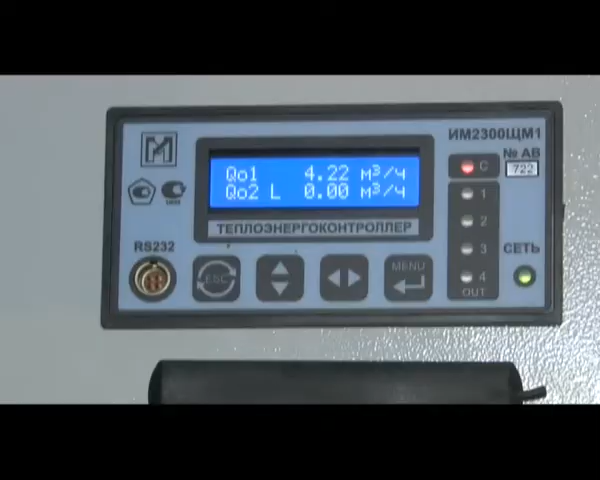 ИМ2300ЩМ1
№ АВ
722
Qo1 4.22 м³/ч
Qo2 L 0.00 м³/ч
ТЕПЛОЭНЕРГОКОНТРОЛЛЕР
C
1
2
3
4
OUT
RS232
СЕТЬ
ESC
MENU